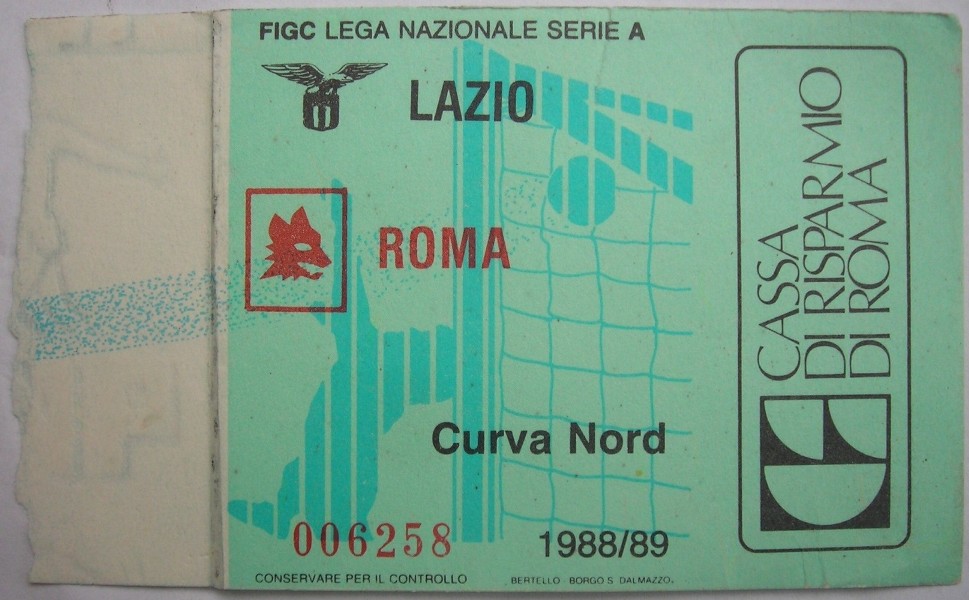 FIGC LEGA NAZIONALE SERIE A
LAZIO
ROMA
Curva Nord
006258
1988/89
CONSERVARE PER IL CONTROLLO
BERTELLO BORGO S. DALMAZZO
CASSA
DI RISPARMIO
DI ROMA